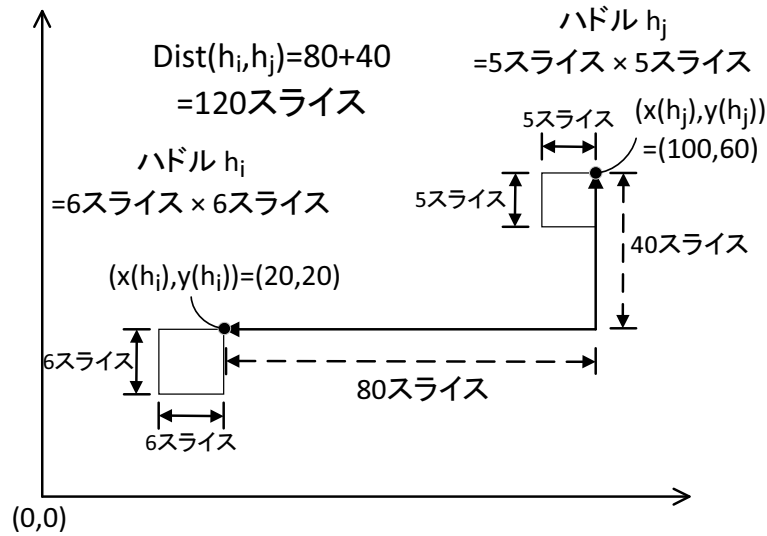 ハドル hj
=5スライス × 5スライス
Dist(hi,hj)=80+40
=120スライス
5スライス
(x(hj),y(hj))
=(100,60)
ハドル hi
=6スライス × 6スライス
5スライス
40スライス
(x(hi),y(hi))=(20,20)
6スライス
80スライス
6スライス
(0,0)